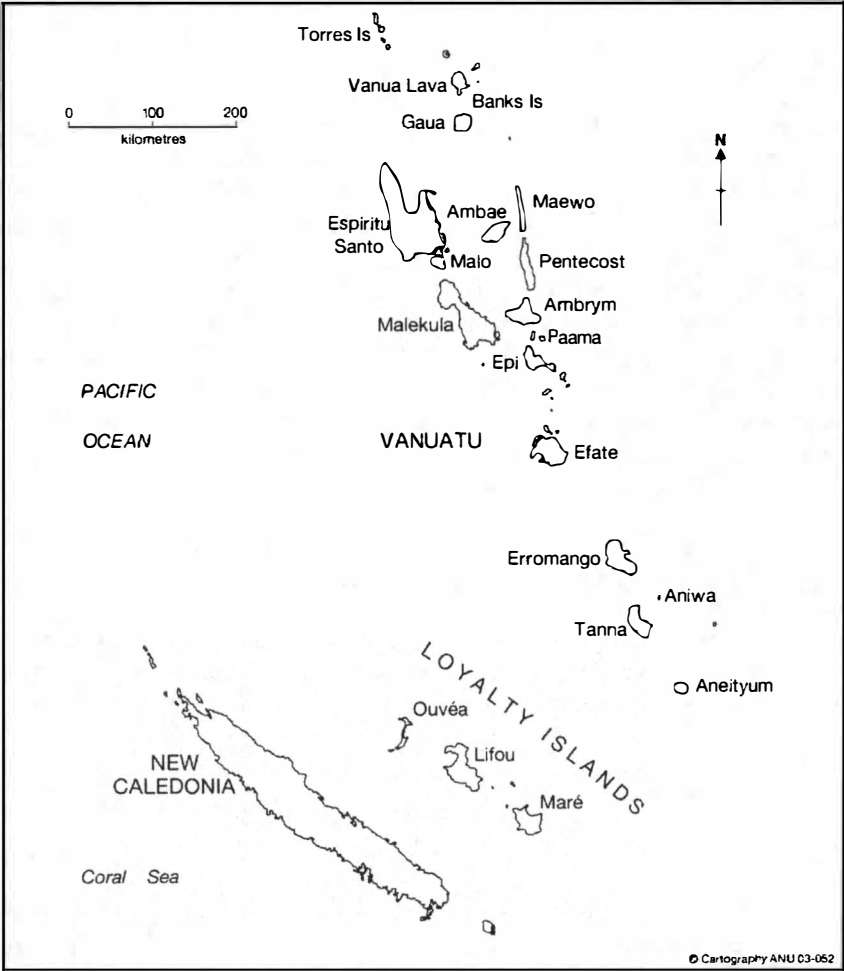 Torres Is
Vanua Lava
Banks Is
Gaua
0 100 200
kilometres
N
Espiritu
Santo
Ambae
Maewo
Malo
Pentecost
Ambrym
Malekula
Paama
Epi
PACIFIC
OCEAN
VANUATU
Efate
Erromango
Aniwa
Tanna
Aneityum
LOYALTY ISLANDS
Ouvéa
Lifou
NEW
CALEDONIA
Maré
Coral Sea
© Cartography ANU 03-052